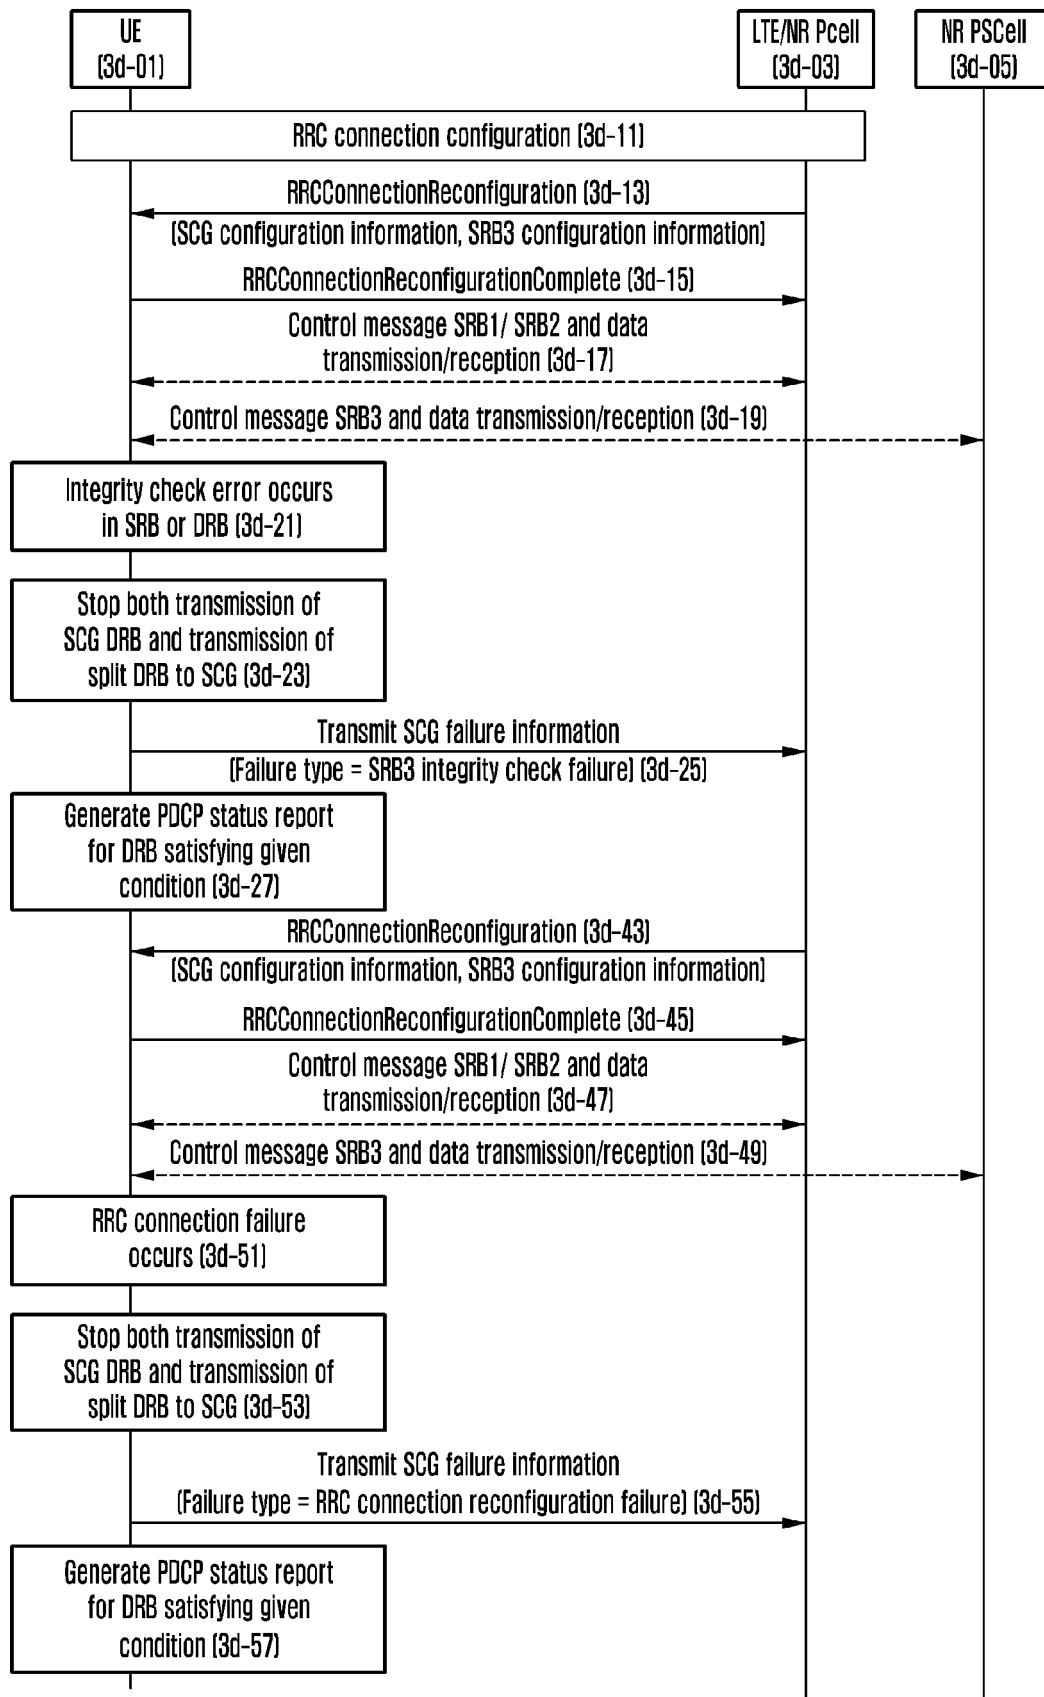 UE
(3d-01)
LTE/NR Pcell
(3d-03)
NR PSCell
(3d-05)
RRC connection configuration (3d-11)
RRCConnectionReconfiguration (3d-13)
(SCG configuration information, SRB3 configuration information)
RRCConnectionReconfigurationComplete (3d-15)
Control message SRB1/ SRB2 and data
transmission/reception (3d-17)
Control message SRB3 and data transmission/reception (3d-19)
Integrity check error occurs
in SRB or DRB (3d-21)
Stop both transmission of
SCG DRB and transmission of
split DRB to SCG (3d-23)
Transmit SCG failure information
(Failure type = SRB3 integrity check failure) (3d-25)
Generate PDCP status report
for DRB satisfying given
condition (3d-27)
RRCConnectionReconfiguration (3d-43)
(SCG configuration information, SRB3 configuration information)
RRCConnectionReconfigurationComplete (3d-45)
Control message SRB1/ SRB2 and data
transmission/reception (3d-47)
Control message SRB3 and data transmission/reception (3d-49)
RRC connection failure
occurs (3d-51)
Stop both transmission of
SCG DRB and transmission of
split DRB to SCG (3d-53)
Transmit SCG failure information
(Failure type = RRC connection reconfiguration failure) (3d-55)
Generate PDCP status report
for DRB satisfying given
condition (3d-57)